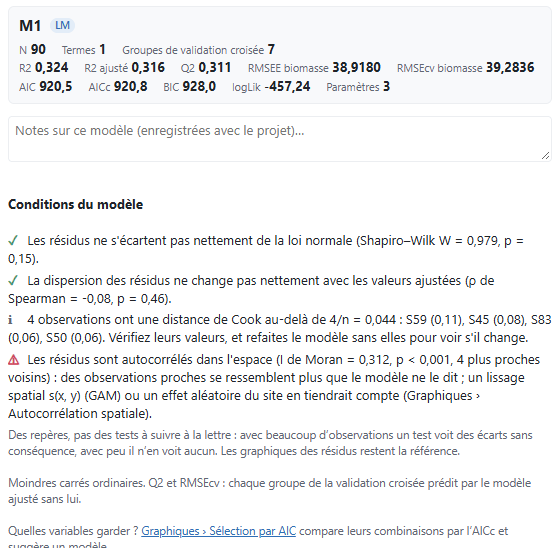 M1 LM
N 90 Termes 1 Groupes de validation croisée 7
R2 0,324 R2 ajusté 0,316 Q2 0,311 RMSEE biomasse 38,9180 RMSEcv biomasse 39,2836
AIC 920,5 AICc 920,8 BIC 928,0 logLik -457,24 Paramètres 3
Notes sur ce modèle (enregistrées avec le projet)…
Conditions du modèle
✓ Les résidus ne s'écartent pas nettement de la loi normale (Shapiro–Wilk W = 0,979, p =
0,15).
✓ La dispersion des résidus ne change pas nettement avec les valeurs ajustées (ρ de
Spearman = -0,08, p = 0,46).
ℹ 4 observations ont une distance de Cook au-delà de 4/n = 0,044 : S59 (0,11), S45 (0,08), S83
(0,06), S50 (0,06). Vérifiez leurs valeurs, et refaites le modèle sans elles pour voir s'il change.
⚠ Les résidus sont autocorrélés dans l'espace (I de Moran = 0,312, p < 0,001, 4 plus proches
voisins) : des observations proches se ressemblent plus que le modèle ne le dit ; un lissage
spatial s(x, y) (GAM) ou un effet aléatoire du site en tiendrait compte (Graphiques ›
Autocorrélation spatiale).
Des repères, pas des tests à suivre à la lettre : avec beaucoup d'observations un test voit des écarts sans
conséquence, avec peu il n'en voit aucun. Les graphiques des résidus restent la référence.
Moindres carrés ordinaires. Q2 et RMSEcv : chaque groupe de la validation croisée prédit par le modèle
ajusté sans lui.
Quelles variables garder ? Graphiques › Sélection par AIC compare leurs combinaisons par l'AICc et
suggère un modèle.